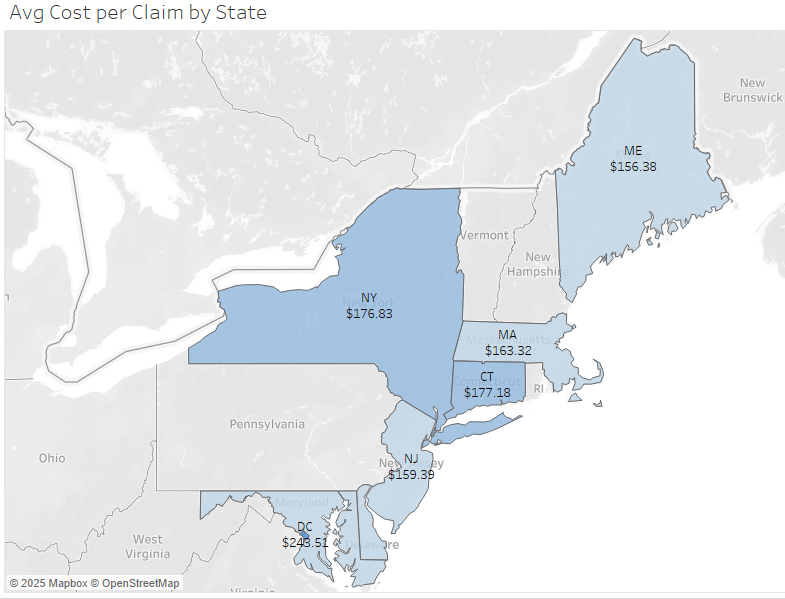 Avg Cost per Claim by State
New
Brunswick
ME
$156.38
Vermont
New
Hampshire
NY
New York
$176.83
MA
Massachusetts
$163.32
CT
Connecticut
$177.18
RI
Pennsylvania
Ohio
NJ
New Jersey
$159.39
Maryland
DC
$243.51
Delaware
West
Virginia
Virginia
© 2025 Mapbox © OpenStreetMap